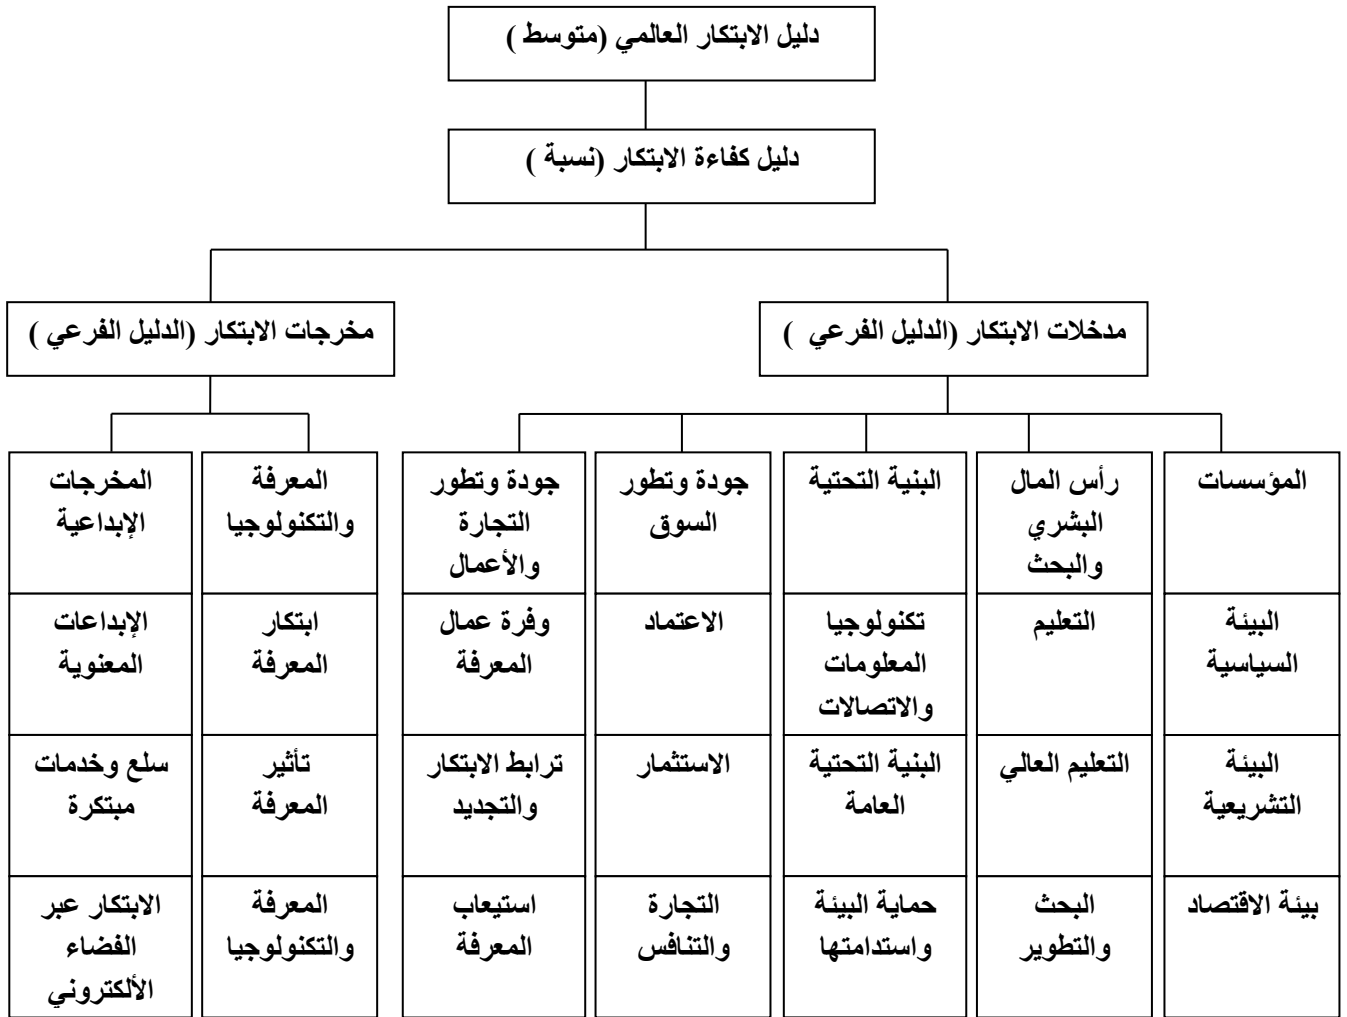 دليل الابتكار العالمي (متوسط )
دليل كفاءة الابتكار (نسبة )
مدخلات الابتكار (الدليل الفرعي )
مخرجات الابتكار (الدليل الفرعي )
المؤسسات
رأس المال
البشري
والبحث
البنية التحتية
جودة وتطور
السوق
جودة وتطور
التجارة
والأعمال
المعرفة
والتكنولوجيا
المخرجات
الإبداعية
البيئة
السياسية
التعليم
تكنولوجيا
المعلومات
والاتصالات
الاعتماد
وفرة عمال
المعرفة
ابتكار
المعرفة
الإبداعات
المعنوية
البيئة
التشريعية
التعليم العالي
البنية التحتية
العامة
الاستثمار
ترابط الابتكار
والتجديد
تأثير
المعرفة
سلع وخدمات
مبتكرة
بيئة الاقتصاد
البحث
والتطوير
حماية البيئة
واستدامتها
التجارة
والتنافس
استيعاب
المعرفة
المعرفة
والتكنولوجيا
الابتكار عبر
الفضاء
الألكتروني